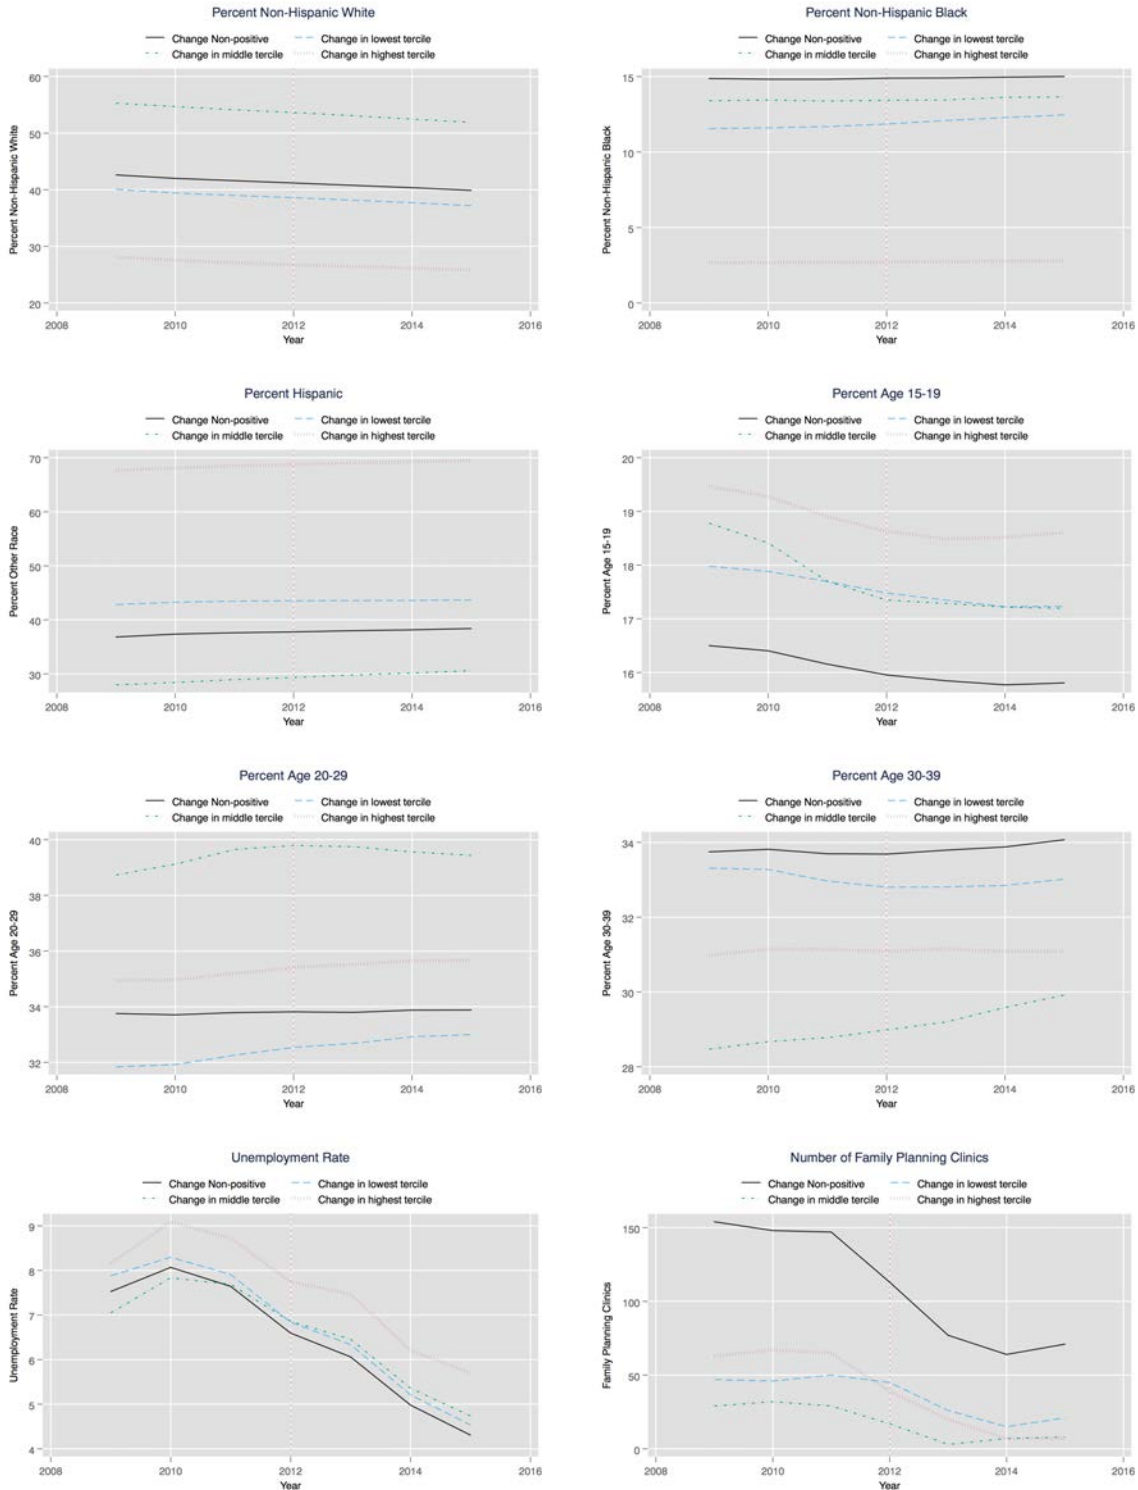 Percent Non-Hispanic White
Change Non-positive Change in lowest tercile
Change in middle tercile Change in highest tercile
60
50
40
30
20
Percent Non-Hispanic White
2008 2010 2012 2014 2016
Year
Percent Non-Hispanic Black
Change Non-positive Change in lowest tercile
Change in middle tercile Change in highest tercile
15
10
5
0
Percent Non-Hispanic Black
2008 2010 2012 2014 2016
Year
Percent Hispanic
Change Non-positive Change in lowest tercile
Change in middle tercile Change in highest tercile
70
60
50
40
30
Percent Other Race
2008 2010 2012 2014 2016
Year
Percent Age 15-19
Change Non-positive Change in lowest tercile
Change in middle tercile Change in highest tercile
20
19
18
17
16
Percent Age 15-19
2008 2010 2012 2014 2016
Year
Percent Age 20-29
Change Non-positive Change in lowest tercile
Change in middle tercile Change in highest tercile
40
38
36
34
32
Percent Age 20-29
2008 2010 2012 2014 2016
Year
Percent Age 30-39
Change Non-positive Change in lowest tercile
Change in middle tercile Change in highest tercile
34
32
30
28
Percent Age 30-39
2008 2010 2012 2014 2016
Year
Unemployment Rate
Change Non-positive Change in lowest tercile
Change in middle tercile Change in highest tercile
9
8
7
6
5
4
Unemployment Rate
2008 2010 2012 2014 2016
Year
Number of Family Planning Clinics
Change Non-positive Change in lowest tercile
Change in middle tercile Change in highest tercile
150
100
50
0
Family Planning Clinics
2008 2010 2012 2014 2016
Year